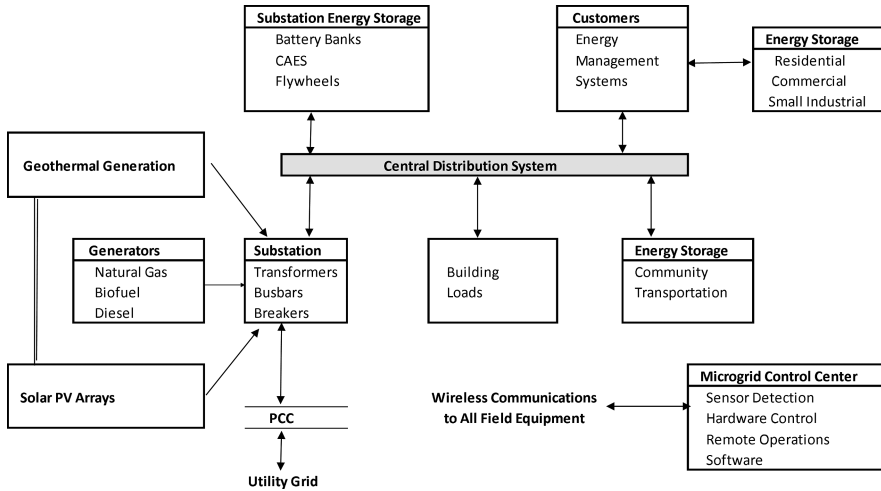 Substation Energy Storage
Battery Banks
CAES
Flywheels
Customers
Energy
Management
Systems
Energy Storage
Residential
Commercial
Small Industrial
Geothermal Generation
Central Distribution System
Generators
Natural Gas
Biofuel
Diesel
Substation
Transformers
Busbars
Breakers
Building
Loads
Energy Storage
Community
Transportation
Solar PV Arrays
PCC
Utility Grid
Wireless Communications
to All Field Equipment
Microgrid Control Center
Sensor Detection
Hardware Control
Remote Operations
Software